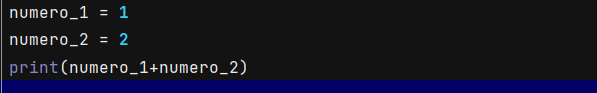 numero_1 = 1
numero_2 = 2
print(numero_1+numero_2)